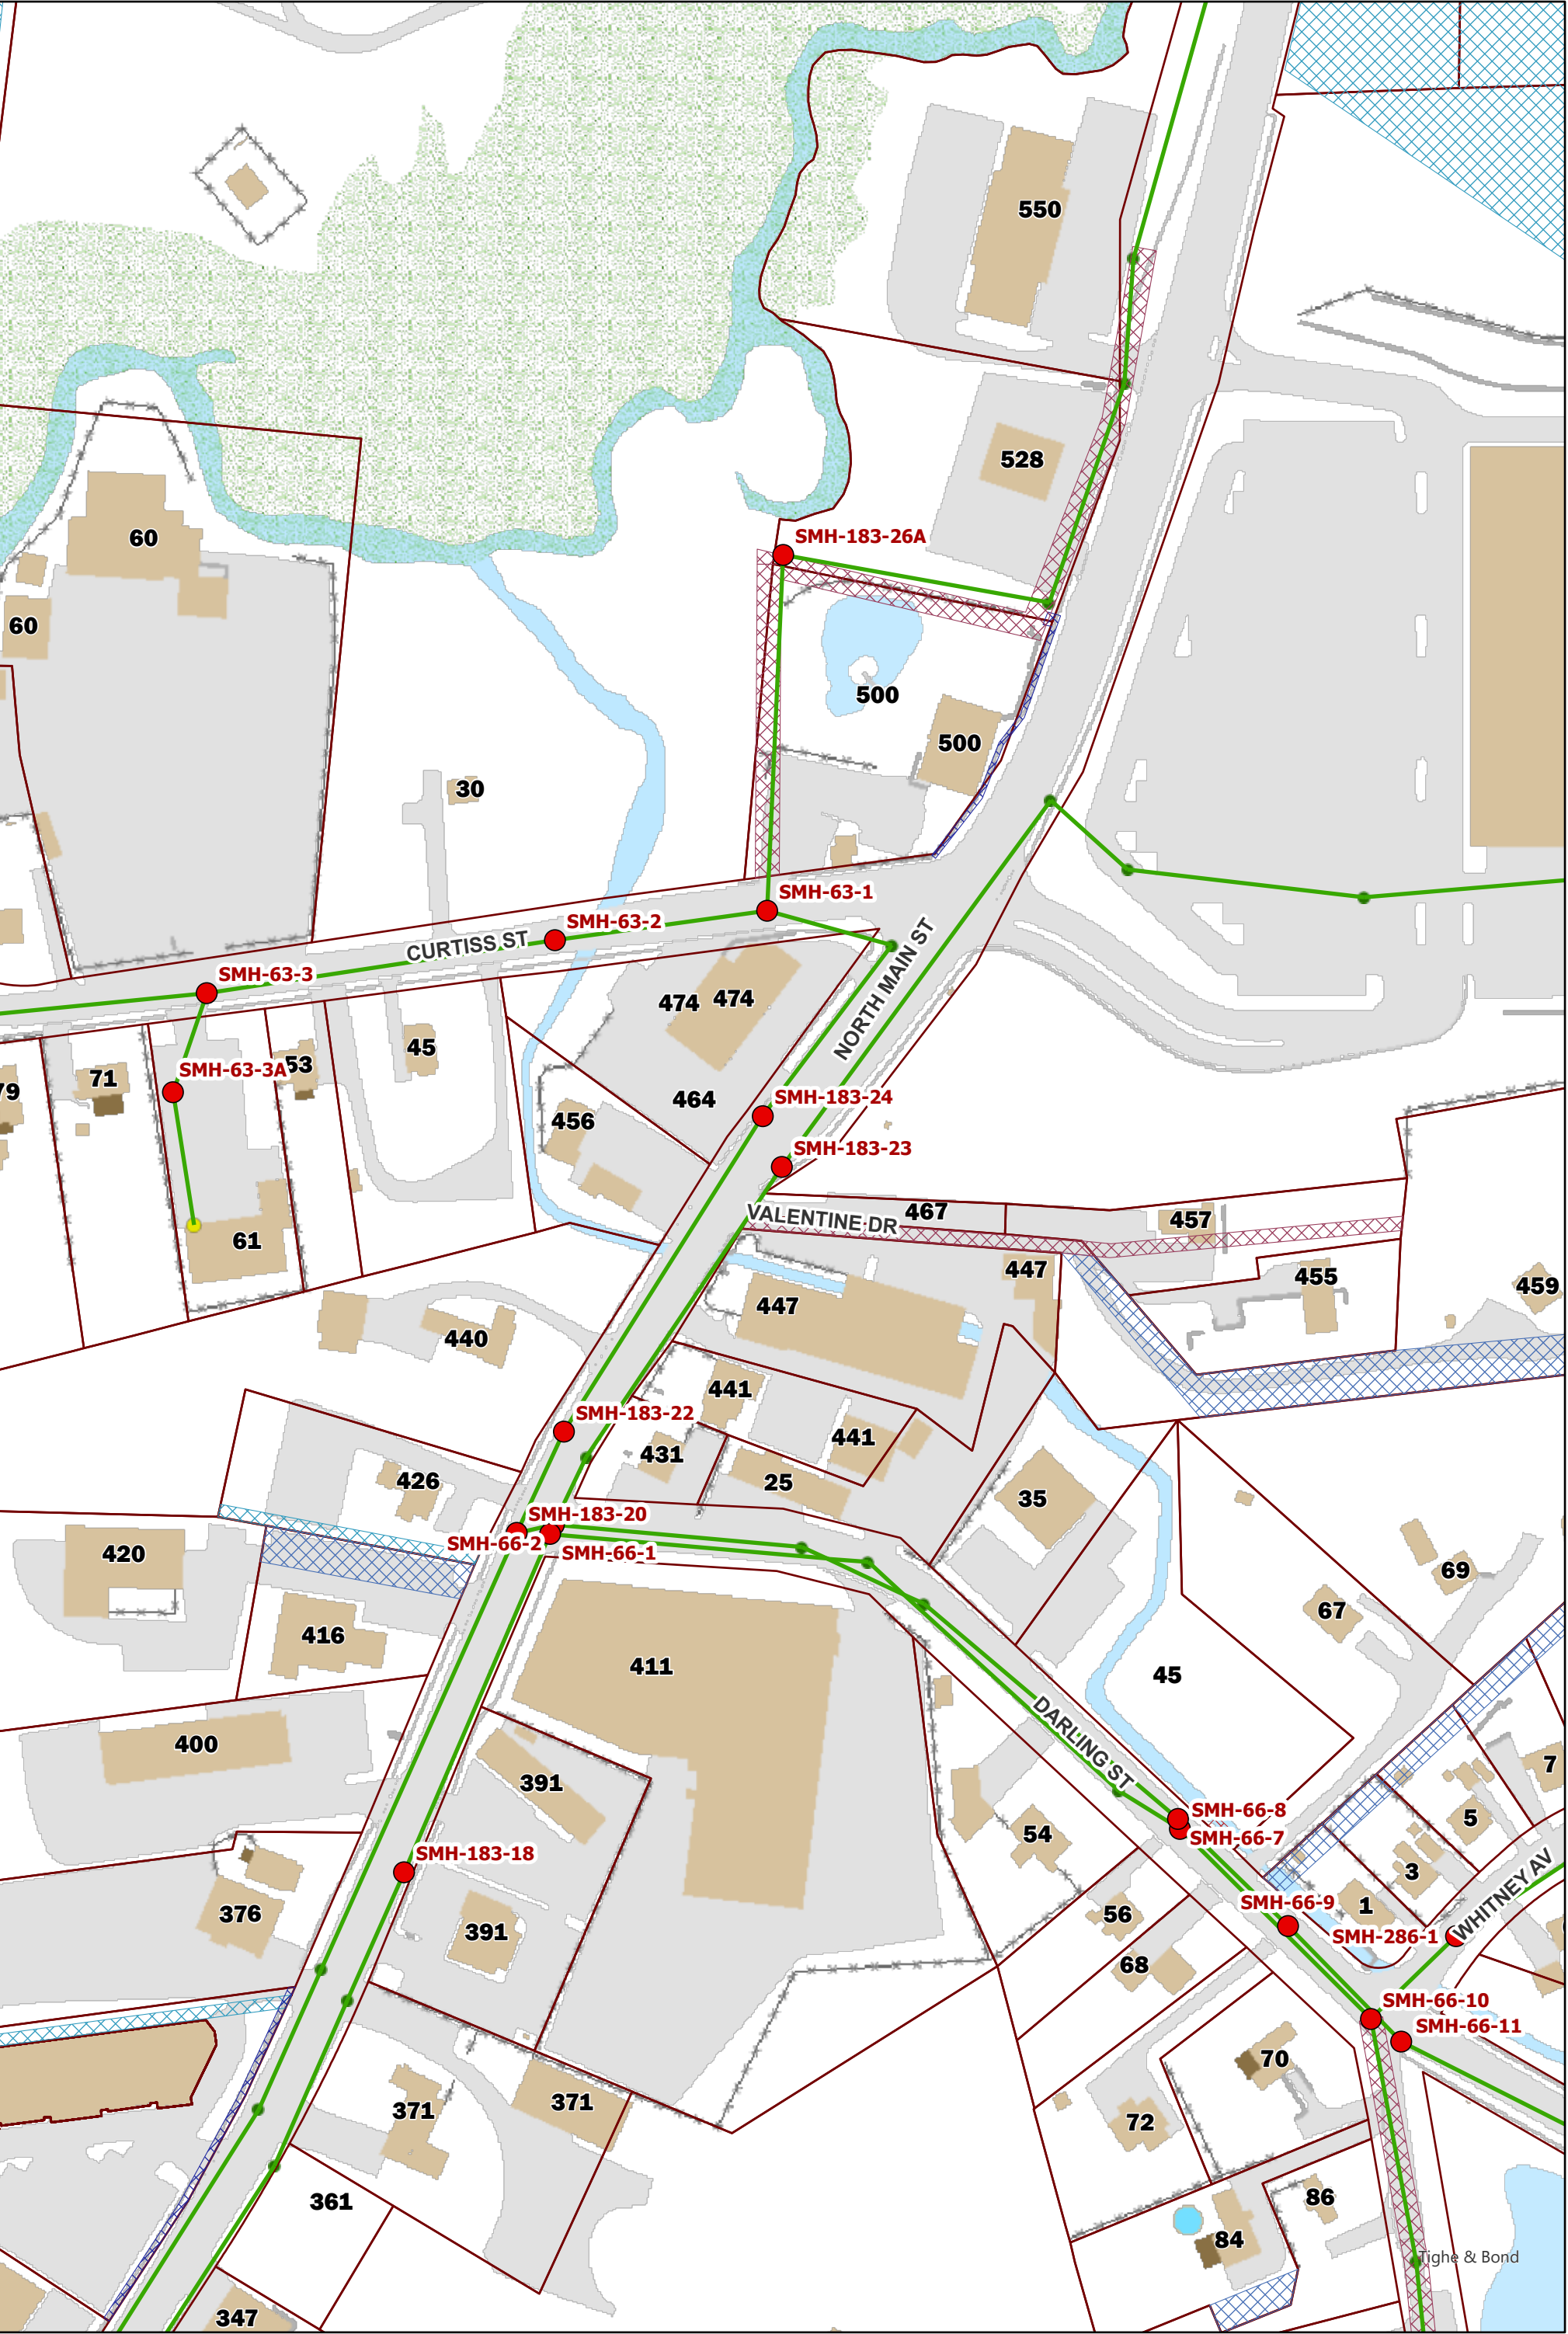 550
528
SMH-183-26A
60
60
500
500
30
SMH-63-1
SMH-63-2
CURTISS ST
SMH-63-3
NORTH MAIN ST
474
474
45
53
SMH-63-3A
71
79
464
SMH-183-24
456
SMH-183-23
VALENTINE DR
467
457
61
447
455
459
447
440
441
SMH-183-22
441
431
426
25
35
SMH-183-20
SMH-66-2
SMH-66-1
420
69
67
416
411
45
DARLING ST
400
391
7
SMH-66-8
5
SMH-66-7
54
SMH-183-18
3
WHITNEY AV
SMH-66-9
1
376
56
391
SMH-286-1
68
SMH-66-10
SMH-66-11
70
371
371
72
86
361
84
Tighe & Bond
347